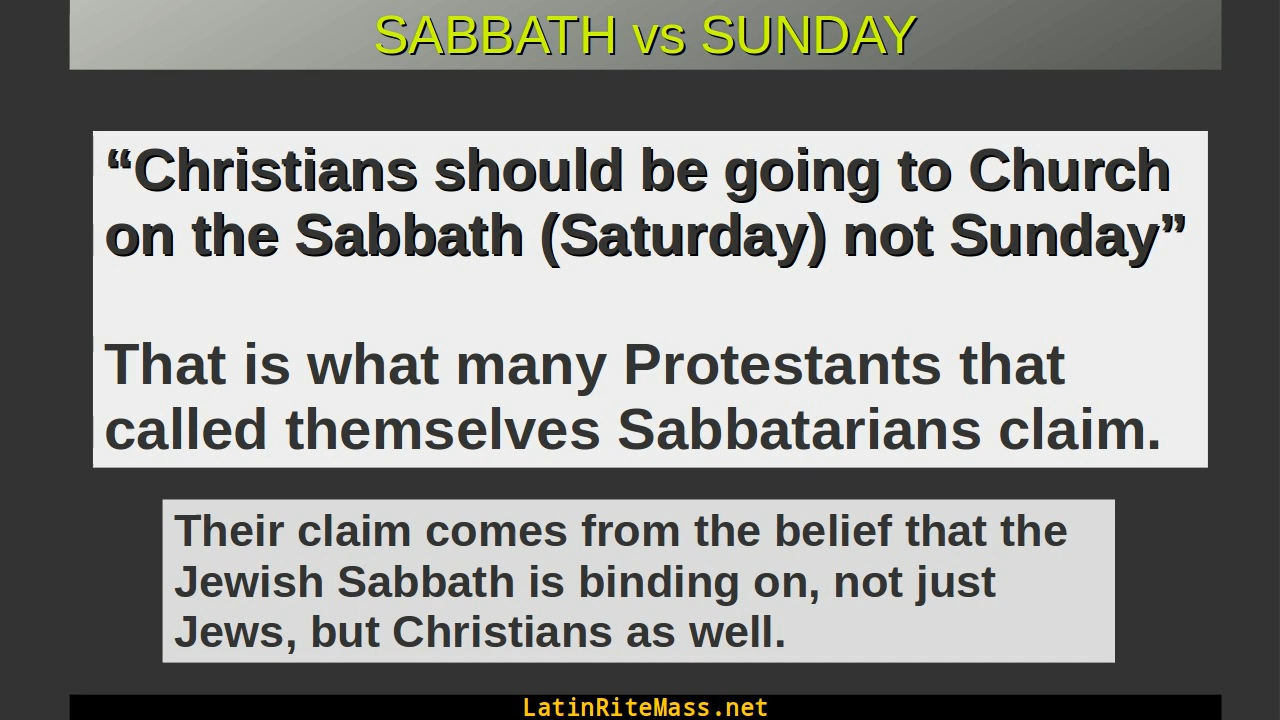 SABBATH vs SUNDAY
“Christians should be going to Church
on the Sabbath (Saturday) not Sunday”
That is what many Protestants that
called themselves Sabbatarians claim.
Their claim comes from the belief that the
Jewish Sabbath is binding on, not just
Jews, but Christians as well.
LatinRiteMass.net